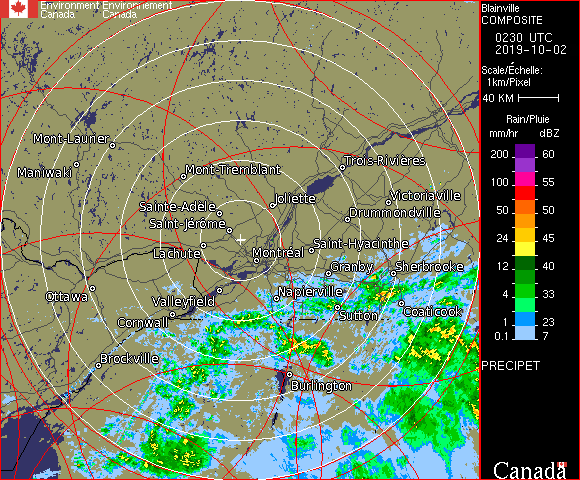 Environment Environnement
Canada Canada
Blainville
COMPOSITE
0230 UTC
2019-10-02
Scale/Échelle:
1km/Pixel
40 KM
Rain/Pluie
mm/hr dBZ
200 60
100 55
50 50
24 45
12 40
4 33
1 23
0.1 7
PRECIPET
Canada
Mont-Laurier
Maniwaki
Mont-Tremblant
Trois-Rivières
Sainte-Adèle
Joliette
Victoriaville
Drummondville
Saint-Jérôme
Lachute
Montréal
Saint-Hyacinthe
Granby
Sherbrooke
Ottawa
Valleyfield
Napierville
Cornwall
Sutton
Coaticook
Brockville
Burlington